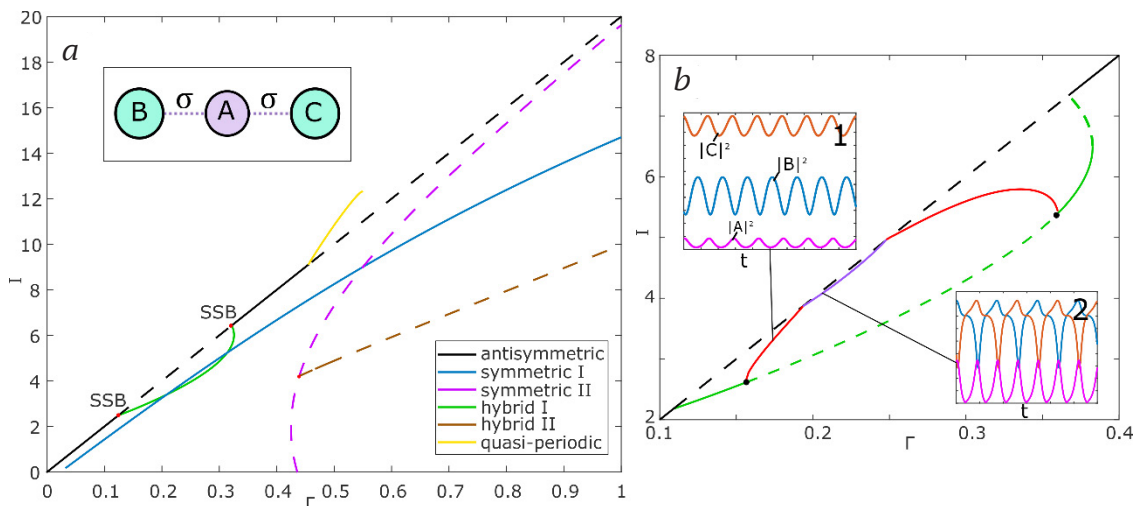 a
B σ A σ C
SSB
SSB
antisymmetric
symmetric I
symmetric II
hybrid I
hybrid II
quasi-periodic
20
18
16
14
12
10
8
6
4
2
0
I
0 0.1 0.2 0.3 0.4 0.5 0.6 0.7 0.8 0.9 1
Γ
b
1
|C|²
|B|²
|A|²
t
2
t
8
6
4
2
I
0.1 0.2 0.3 0.4
Γ